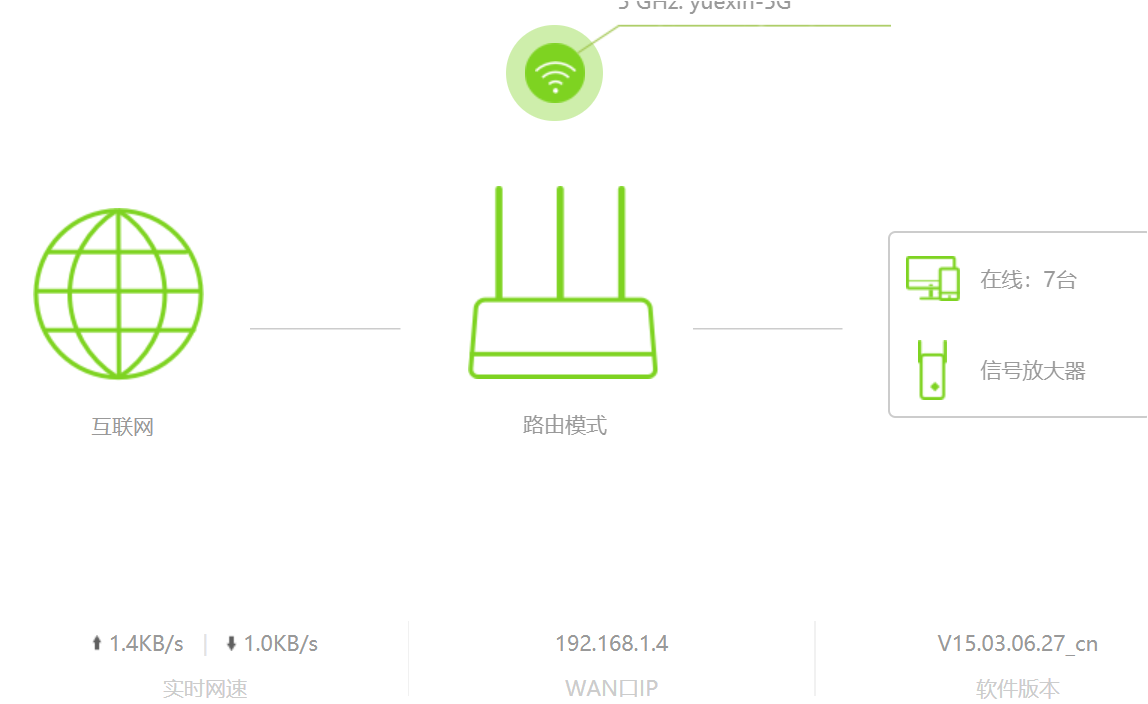 5 GHz: yuexin-5G
在线：7台
信号放大器
互联网
路由模式
1.4KB/s | 1.0KB/s
实时网速
192.168.1.4
WAN口IP
V15.03.06.27_cn
软件版本